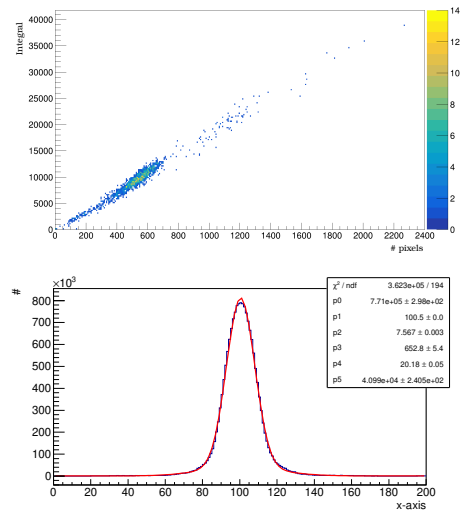 Integral
40000
35000
30000
25000
20000
15000
10000
5000
0
0 200 400 600 800 1000 1200 1400 1600 1800 2000 2200 2400
# pixels
14
12
10
8
6
4
2
0
#
×10³
800
700
600
500
400
300
200
100
0
0 20 40 60 80 100 120 140 160 180 200
x-axis
χ² / ndf 3.623e+05 / 194
p0 7.71e+05 ± 2.98e+02
p1 100.5 ± 0.0
p2 7.567 ± 0.003
p3 652.8 ± 5.4
p4 20.18 ± 0.05
p5 4.099e+04 ± 2.405e+02